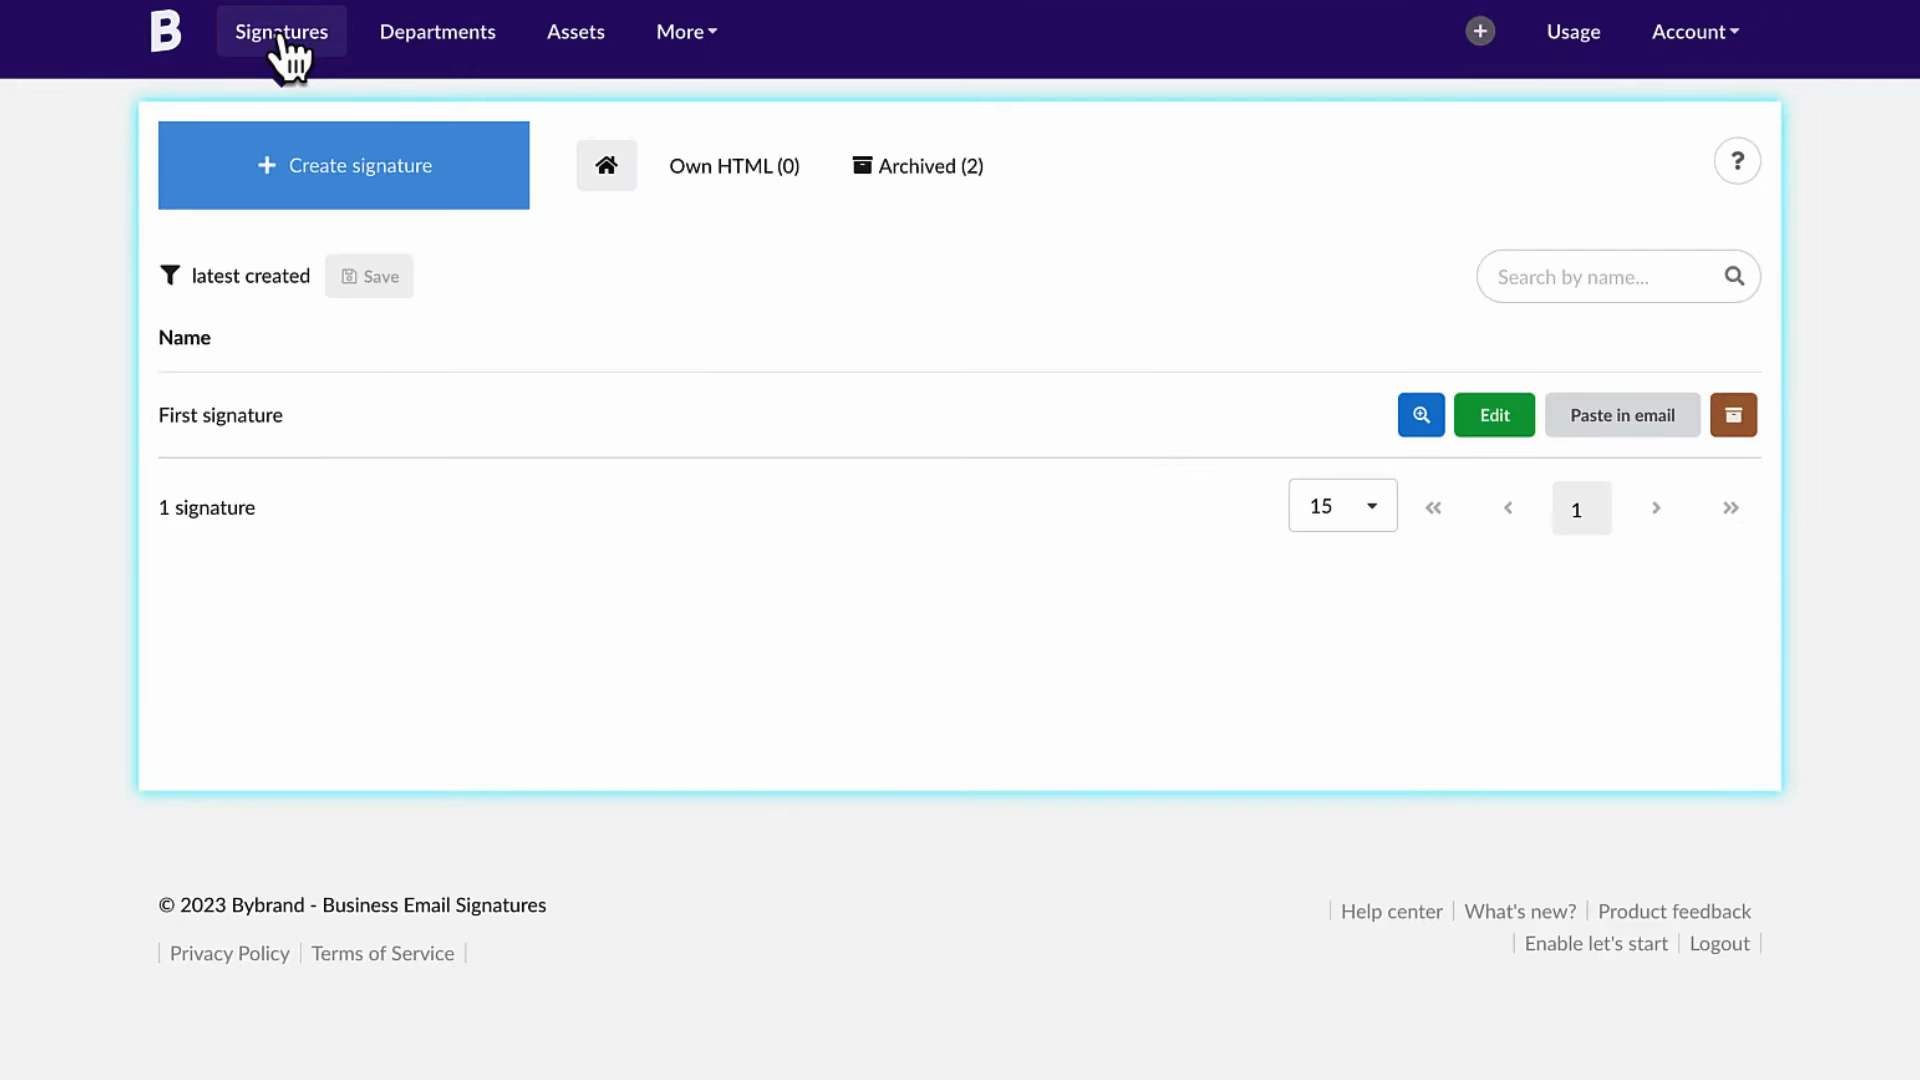 B Signatures Departments Assets More + Usage Account
+ Create signature Own HTML (0) Archived (2) ?
latest created Save Search by name...
Name
First signature Edit Paste in email
1 signature 15 « ‹ 1 › »
© 2023 Bybrand - Business Email Signatures
Help center What's new? Product feedback
Enable let's start Logout
Privacy Policy Terms of Service